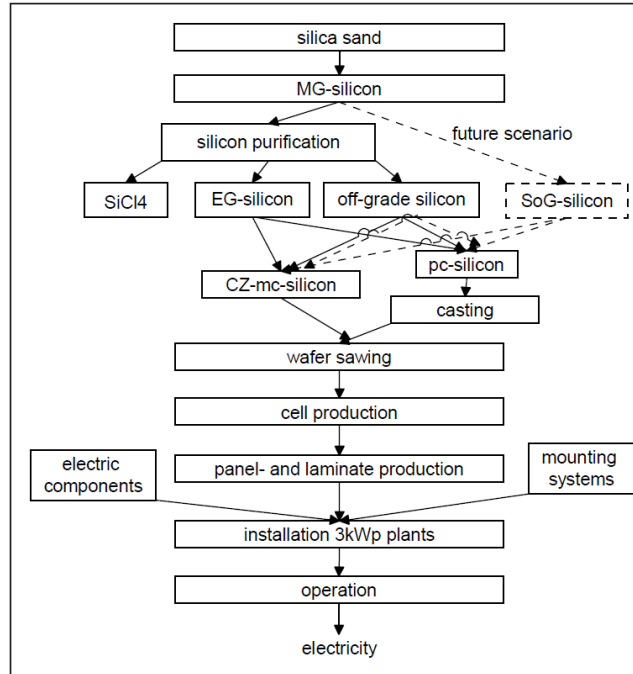 silica sand
MG-silicon
silicon purification
future scenario
SiCl4
EG-silicon
off-grade silicon
SoG-silicon
CZ-mc-silicon
pc-silicon
casting
wafer sawing
cell production
electric
components
panel- and laminate production
mounting
systems
installation 3kWp plants
operation
electricity